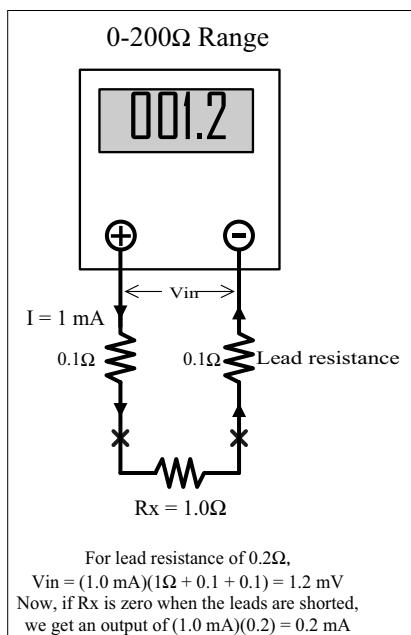 0-200Ω Range
001.2
+ -
Vin
I = 1 mA
0.1Ω 0.1Ω Lead resistance
Rx = 1.0Ω
For lead resistance of 0.2Ω,
Vin = (1.0 mA)(1Ω + 0.1 + 0.1) = 1.2 mV
Now, if Rx is zero when the leads are shorted,
we get an output of (1.0 mA)(0.2) = 0.2 mA